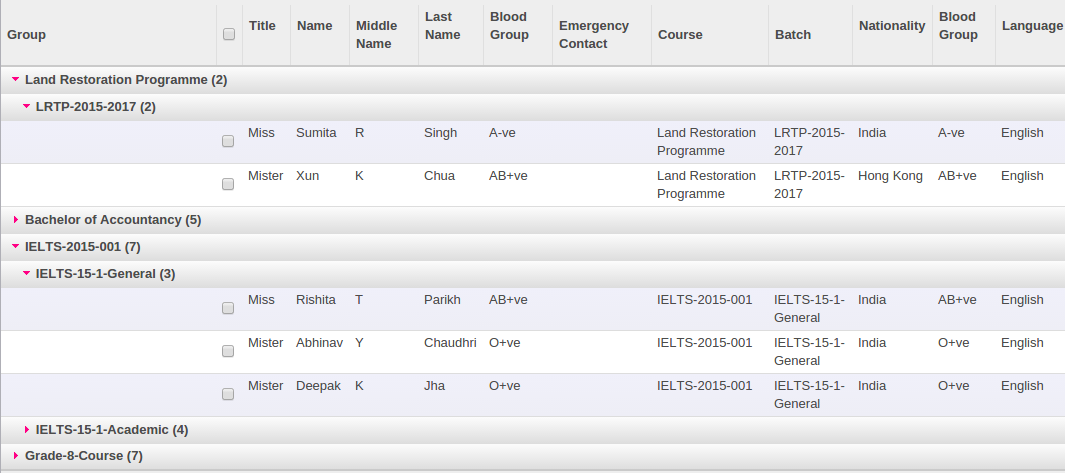 Group Title Name Middle Name Last Name Blood Group Emergency Contact Course Batch Nationality Blood Group Language
Land Restoration Programme (2)
LRTP-2015-2017 (2)
Miss Sumita R Singh A-ve Land Restoration Programme LRTP-2015-2017 India A-ve English
Mister Xun K Chua AB+ve Land Restoration Programme LRTP-2015-2017 Hong Kong AB+ve English
Bachelor of Accountancy (5)
IELTS-2015-001 (7)
IELTS-15-1-General (3)
Miss Rishita T Parikh AB+ve IELTS-2015-001 IELTS-15-1-General India AB+ve English
Mister Abhinav Y Chaudhri O+ve IELTS-2015-001 IELTS-15-1-General India O+ve English
Mister Deepak K Jha O+ve IELTS-2015-001 IELTS-15-1-General India O+ve English
IELTS-15-1-Academic (4)
Grade-8-Course (7)